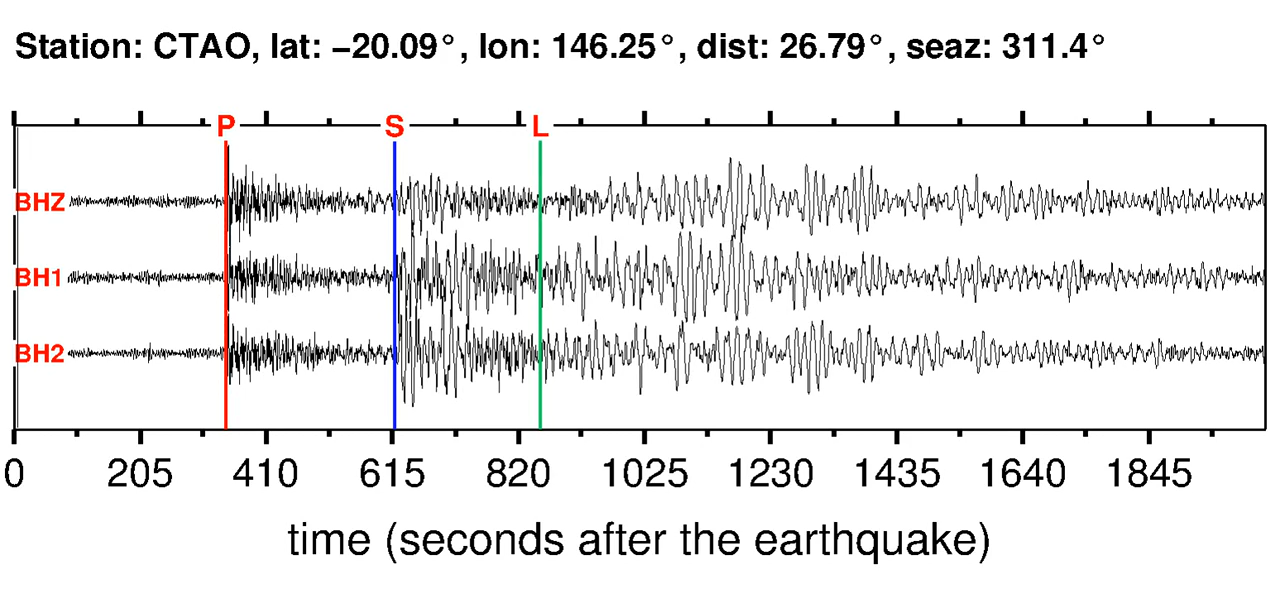 Station: CTAO, lat: −20.09°, lon: 146.25°, dist: 26.79°, seaz: 311.4°
P S L
BHZ
BH1
BH2
0 205 410 615 820 1025 1230 1435 1640 1845
time (seconds after the earthquake)